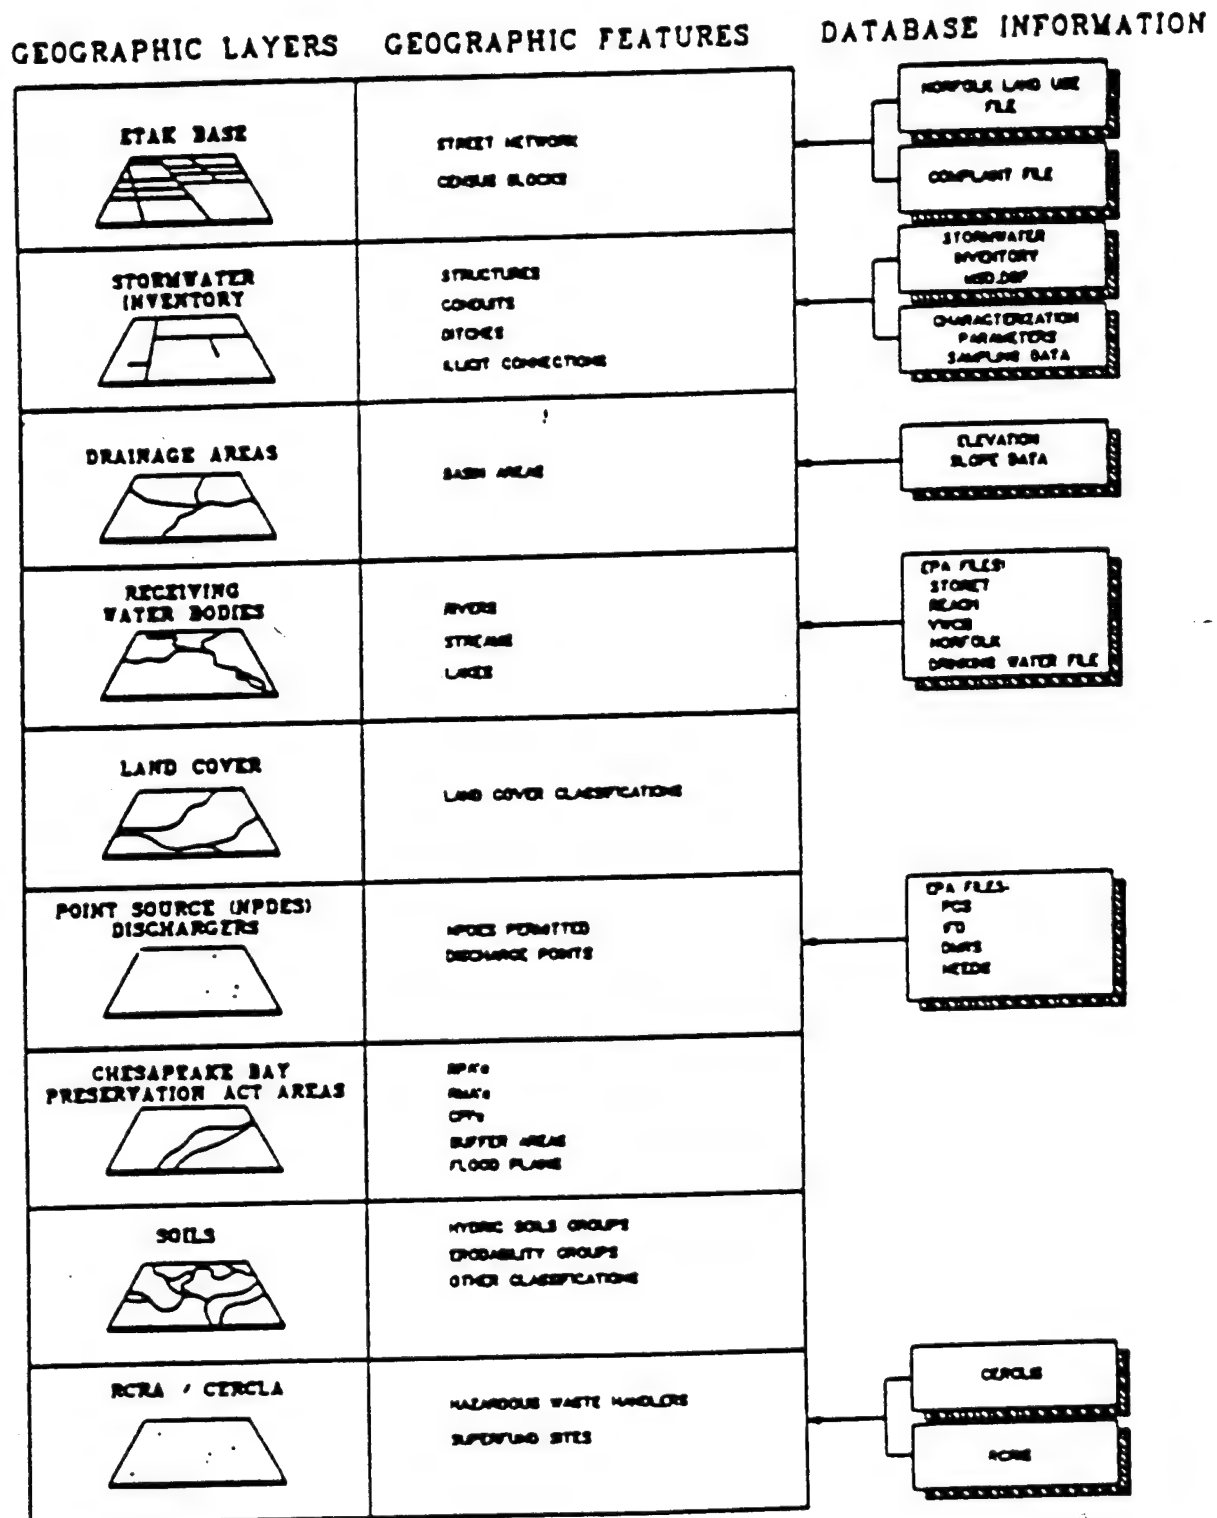 GEOGRAPHIC LAYERS
GEOGRAPHIC FEATURES
DATABASE INFORMATION
ETAK BASE
STREET NETWORK
CENSUS BLOCKS
NORFOLK LAND USE
FILE
COMPLAINT FILE
STORMWATER
INVENTORY
STRUCTURES
CONDUITS
DITCHES
ILLICIT CONNECTIONS
STORMWATER
INVENTORY
CHARACTERIZATION
PARAMETERS
SAMPLING DATA
DRAINAGE AREAS
BASIN AREAS
ELEVATION
SLOPE DATA
RECEIVING
WATER BODIES
RIVERS
STREAMS
LAKES
EPA FILES:
STORET
REACH
VWCB
NORFOLK
DRINKING WATER FILE
LAND COVER
LAND COVER CLASSIFICATIONS
POINT SOURCE (NPDES)
DISCHARGERS
NPDES PERMITTED
DISCHARGE POINTS
EPA FILES:
PCS
IFD
DMRS
CHESAPEAKE BAY
PRESERVATION ACT AREAS
RPA's
RMA's
BUFFER AREAS
FLOOD PLAINS
SOILS
HYDRIC SOILS GROUPS
ERODABILITY GROUPS
OTHER CLASSIFICATIONS
RCRA / CERCLA
HAZARDOUS WASTE HANDLERS
SUPERFUND SITES
CERCLIS